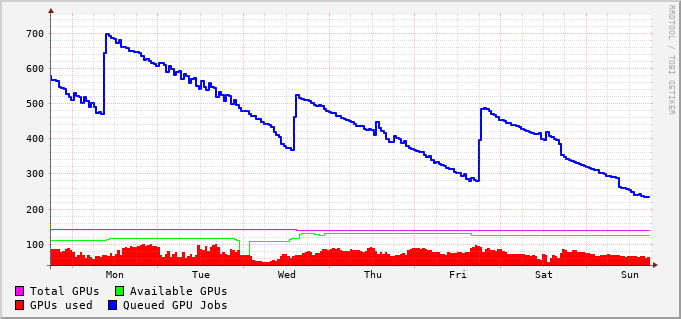 700
600
500
400
300
200
100
Mon Tue Wed Thu Fri Sat Sun
Total GPUs Available GPUs
GPUs used Queued GPU Jobs
RRDTOOL / TOBI OETIKER